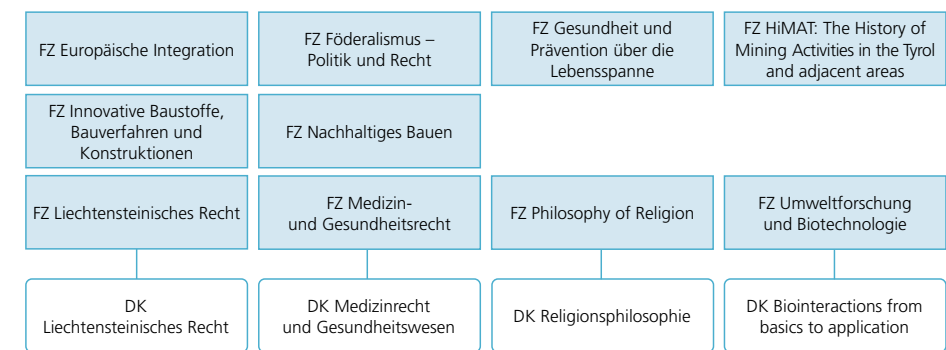 FZ Europäische Integration
FZ Föderalismus –
Politik und Recht
FZ Gesundheit und
Prävention über die
Lebensspanne
FZ HiMAT: The History of
Mining Activities in the Tyrol
and adjacent areas
FZ Innovative Baustoffe,
Bauverfahren und
Konstruktionen
FZ Nachhaltiges Bauen
FZ Liechtensteinisches Recht
FZ Medizin-
und Gesundheitsrecht
FZ Philosophy of Religion
FZ Umweltforschung
und Biotechnologie
DK
Liechtensteinisches Recht
DK Medizinrecht
und Gesundheitswesen
DK Religionsphilosophie
DK Biointeractions from
basics to application